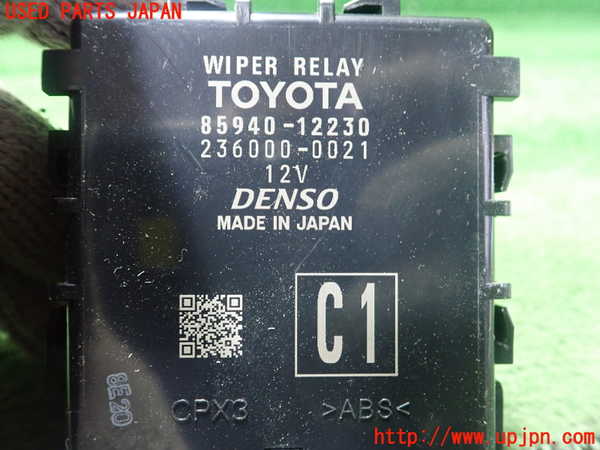 USED PARTS JAPAN
WIPER RELAY
TOYOTA
85940-12230
236000-0021
12V
DENSO
MADE IN JAPAN
C1
8E20
CPX3 >ABS<
http://www.upjpn.com